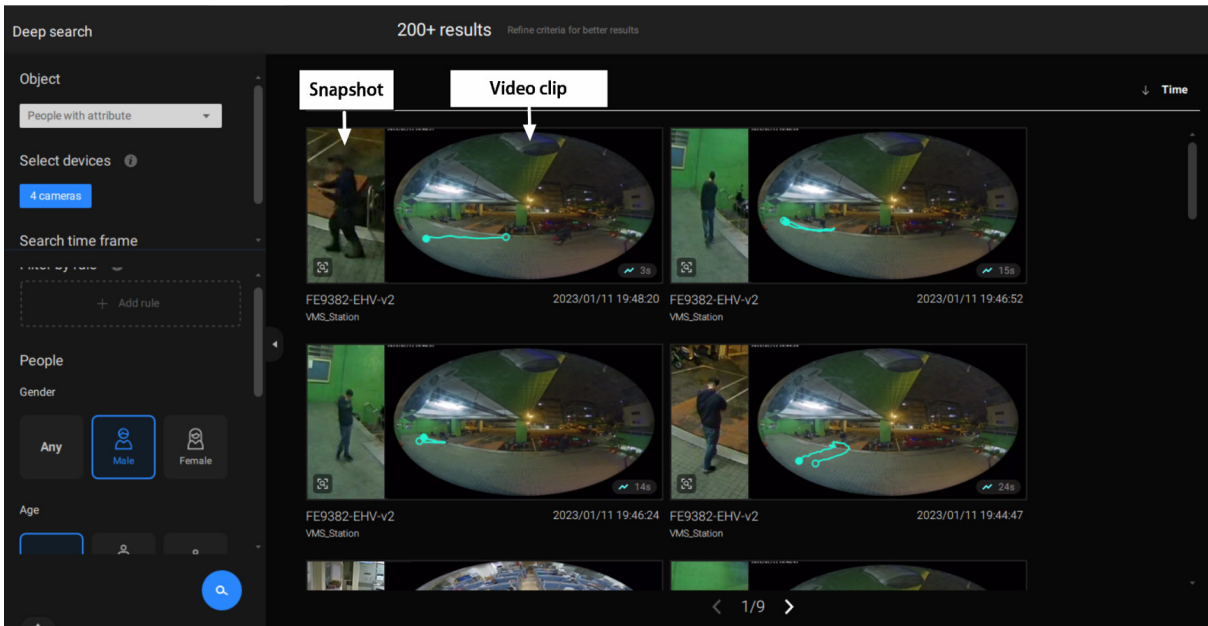 Deep search
200+ results Refine criteria for better results
Object
People with attribute
Select devices
4 cameras
Search time frame
Filter by rule
+ Add rule
People
Gender
Any
Male
Female
Age
Snapshot
Video clip
↓ Time
3s
15s
FE9382-EHV-v2 2023/01/11 19:48:20
VMS_Station
FE9382-EHV-v2 2023/01/11 19:46:52
VMS_Station
14s
24s
FE9382-EHV-v2 2023/01/11 19:46:24
VMS_Station
FE9382-EHV-v2 2023/01/11 19:44:47
VMS_Station
1/9